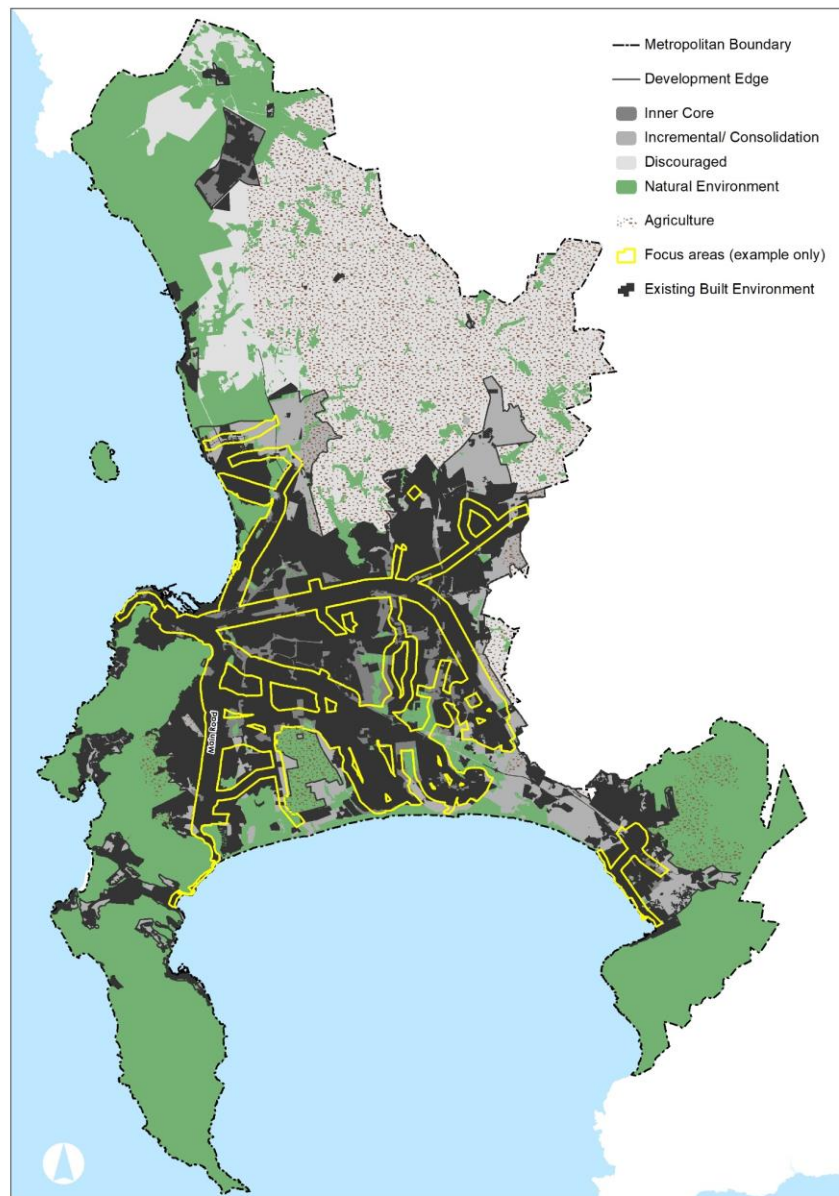 Metropolitan Boundary
Development Edge
Inner Core
Incremental/ Consolidation
Discouraged
Natural Environment
Agriculture
Focus areas (example only)
Existing Built Environment
Main Road